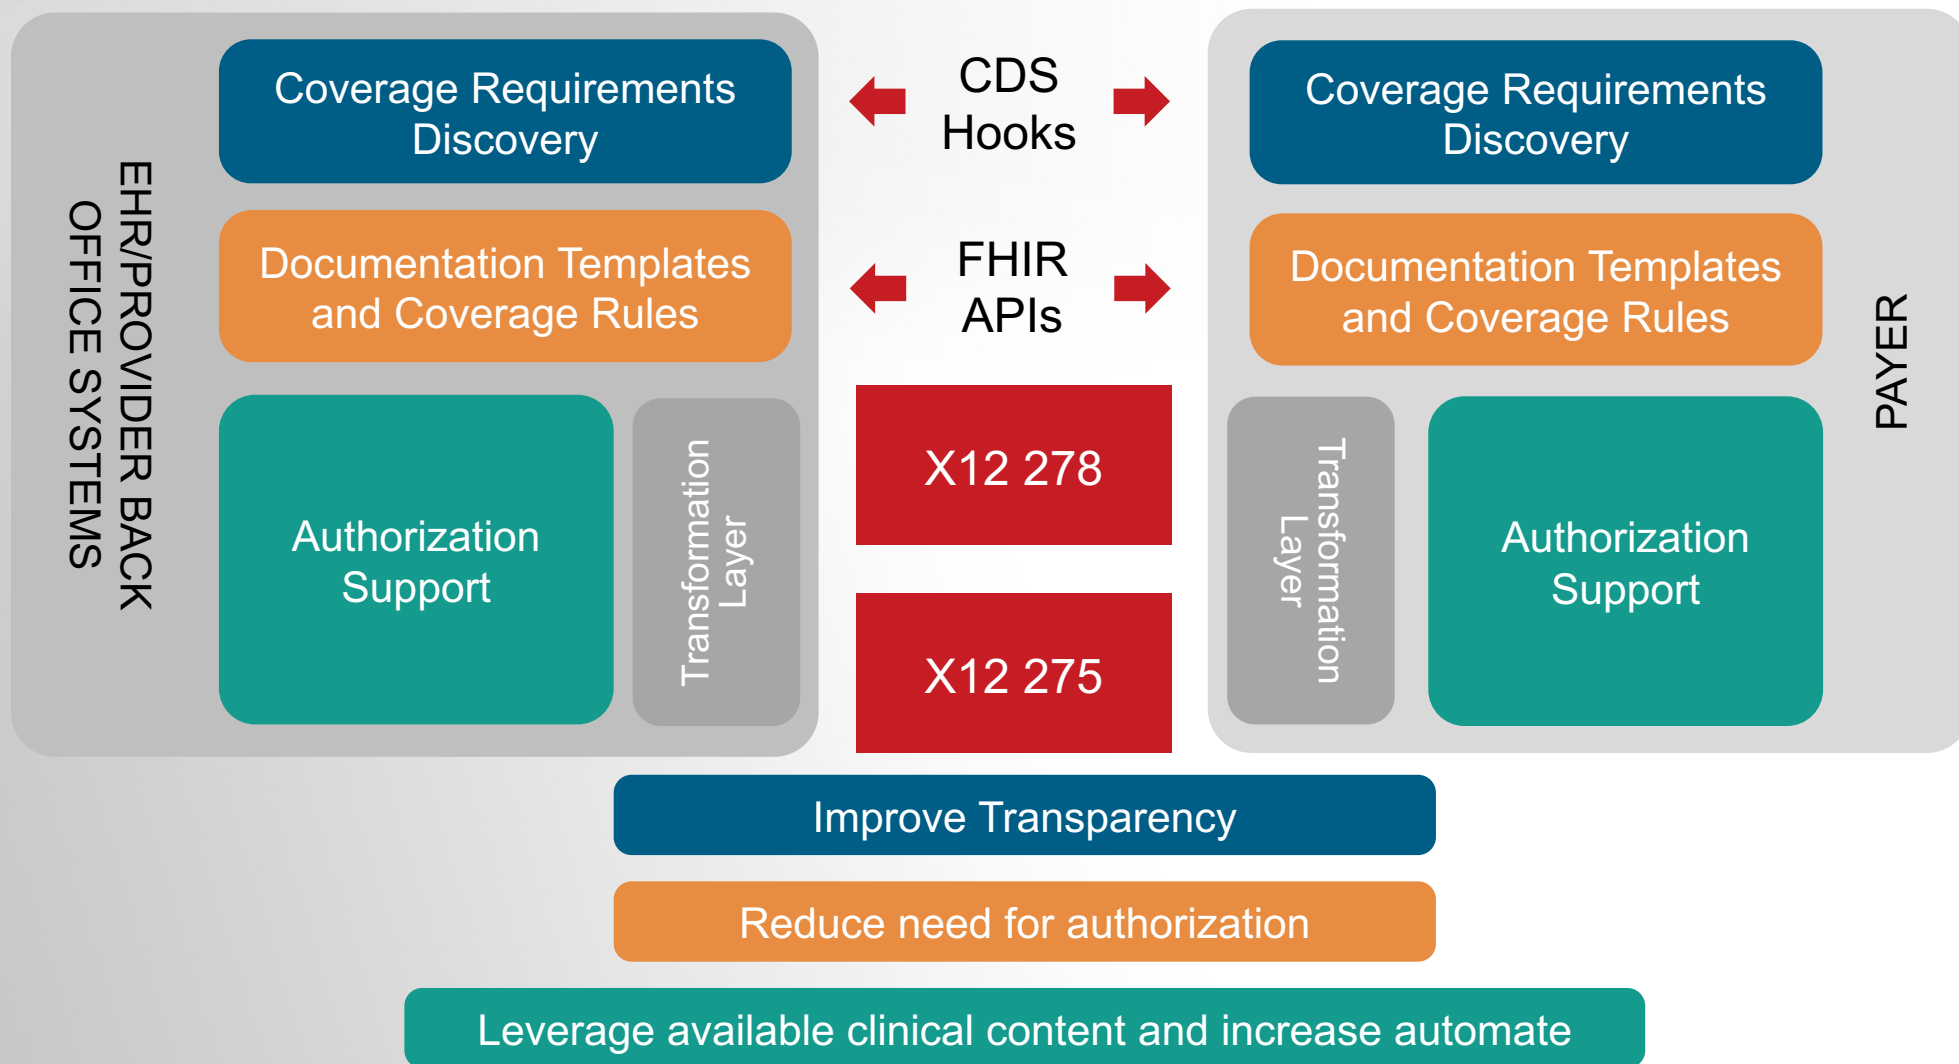 EHR/PROVIDER BACK
OFFICE SYSTEMS
Coverage Requirements
Discovery
Documentation Templates
and Coverage Rules
Authorization
Support
Transformation
Layer
CDS
Hooks
FHIR
APIs
X12 278
X12 275
Coverage Requirements
Discovery
Documentation Templates
and Coverage Rules
Transformation
Layer
Authorization
Support
PAYER
Improve Transparency
Reduce need for authorization
Leverage available clinical content and increase automate